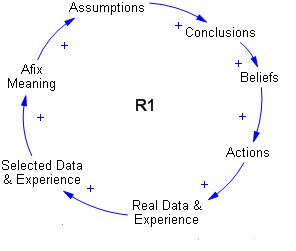 Assumptions
+
Conclusions
+
Beliefs
+
Actions
+
Real Data &
Experience
+
Selected Data
& Experience
+
Afix
Meaning
+
R1